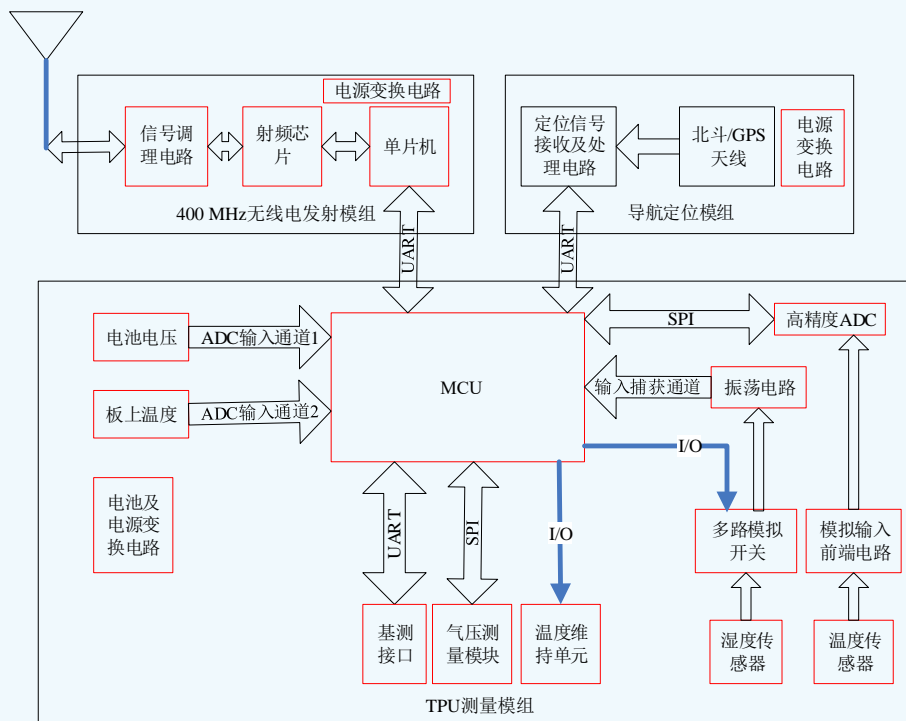 电源变换电路
信号调
理电路
射频芯
片
单片机
400 MHz无线电发射模组
定位信号
接收及处
理电路
北斗/GPS
天线
电源
变换
电路
导航定位模组
UART
UART
电池电压
ADC输入通道1
MCU
SPI
高精度ADC
板上温度
ADC输入通道2
输入捕获通道
振荡电路
I/O
电池及
电源变
换电路
UART
SPI
I/O
多路模拟
开关
模拟输入
前端电路
基测
接口
气压测
量模块
温度维
持单元
湿度传
感器
温度传
感器
TPU测量模组